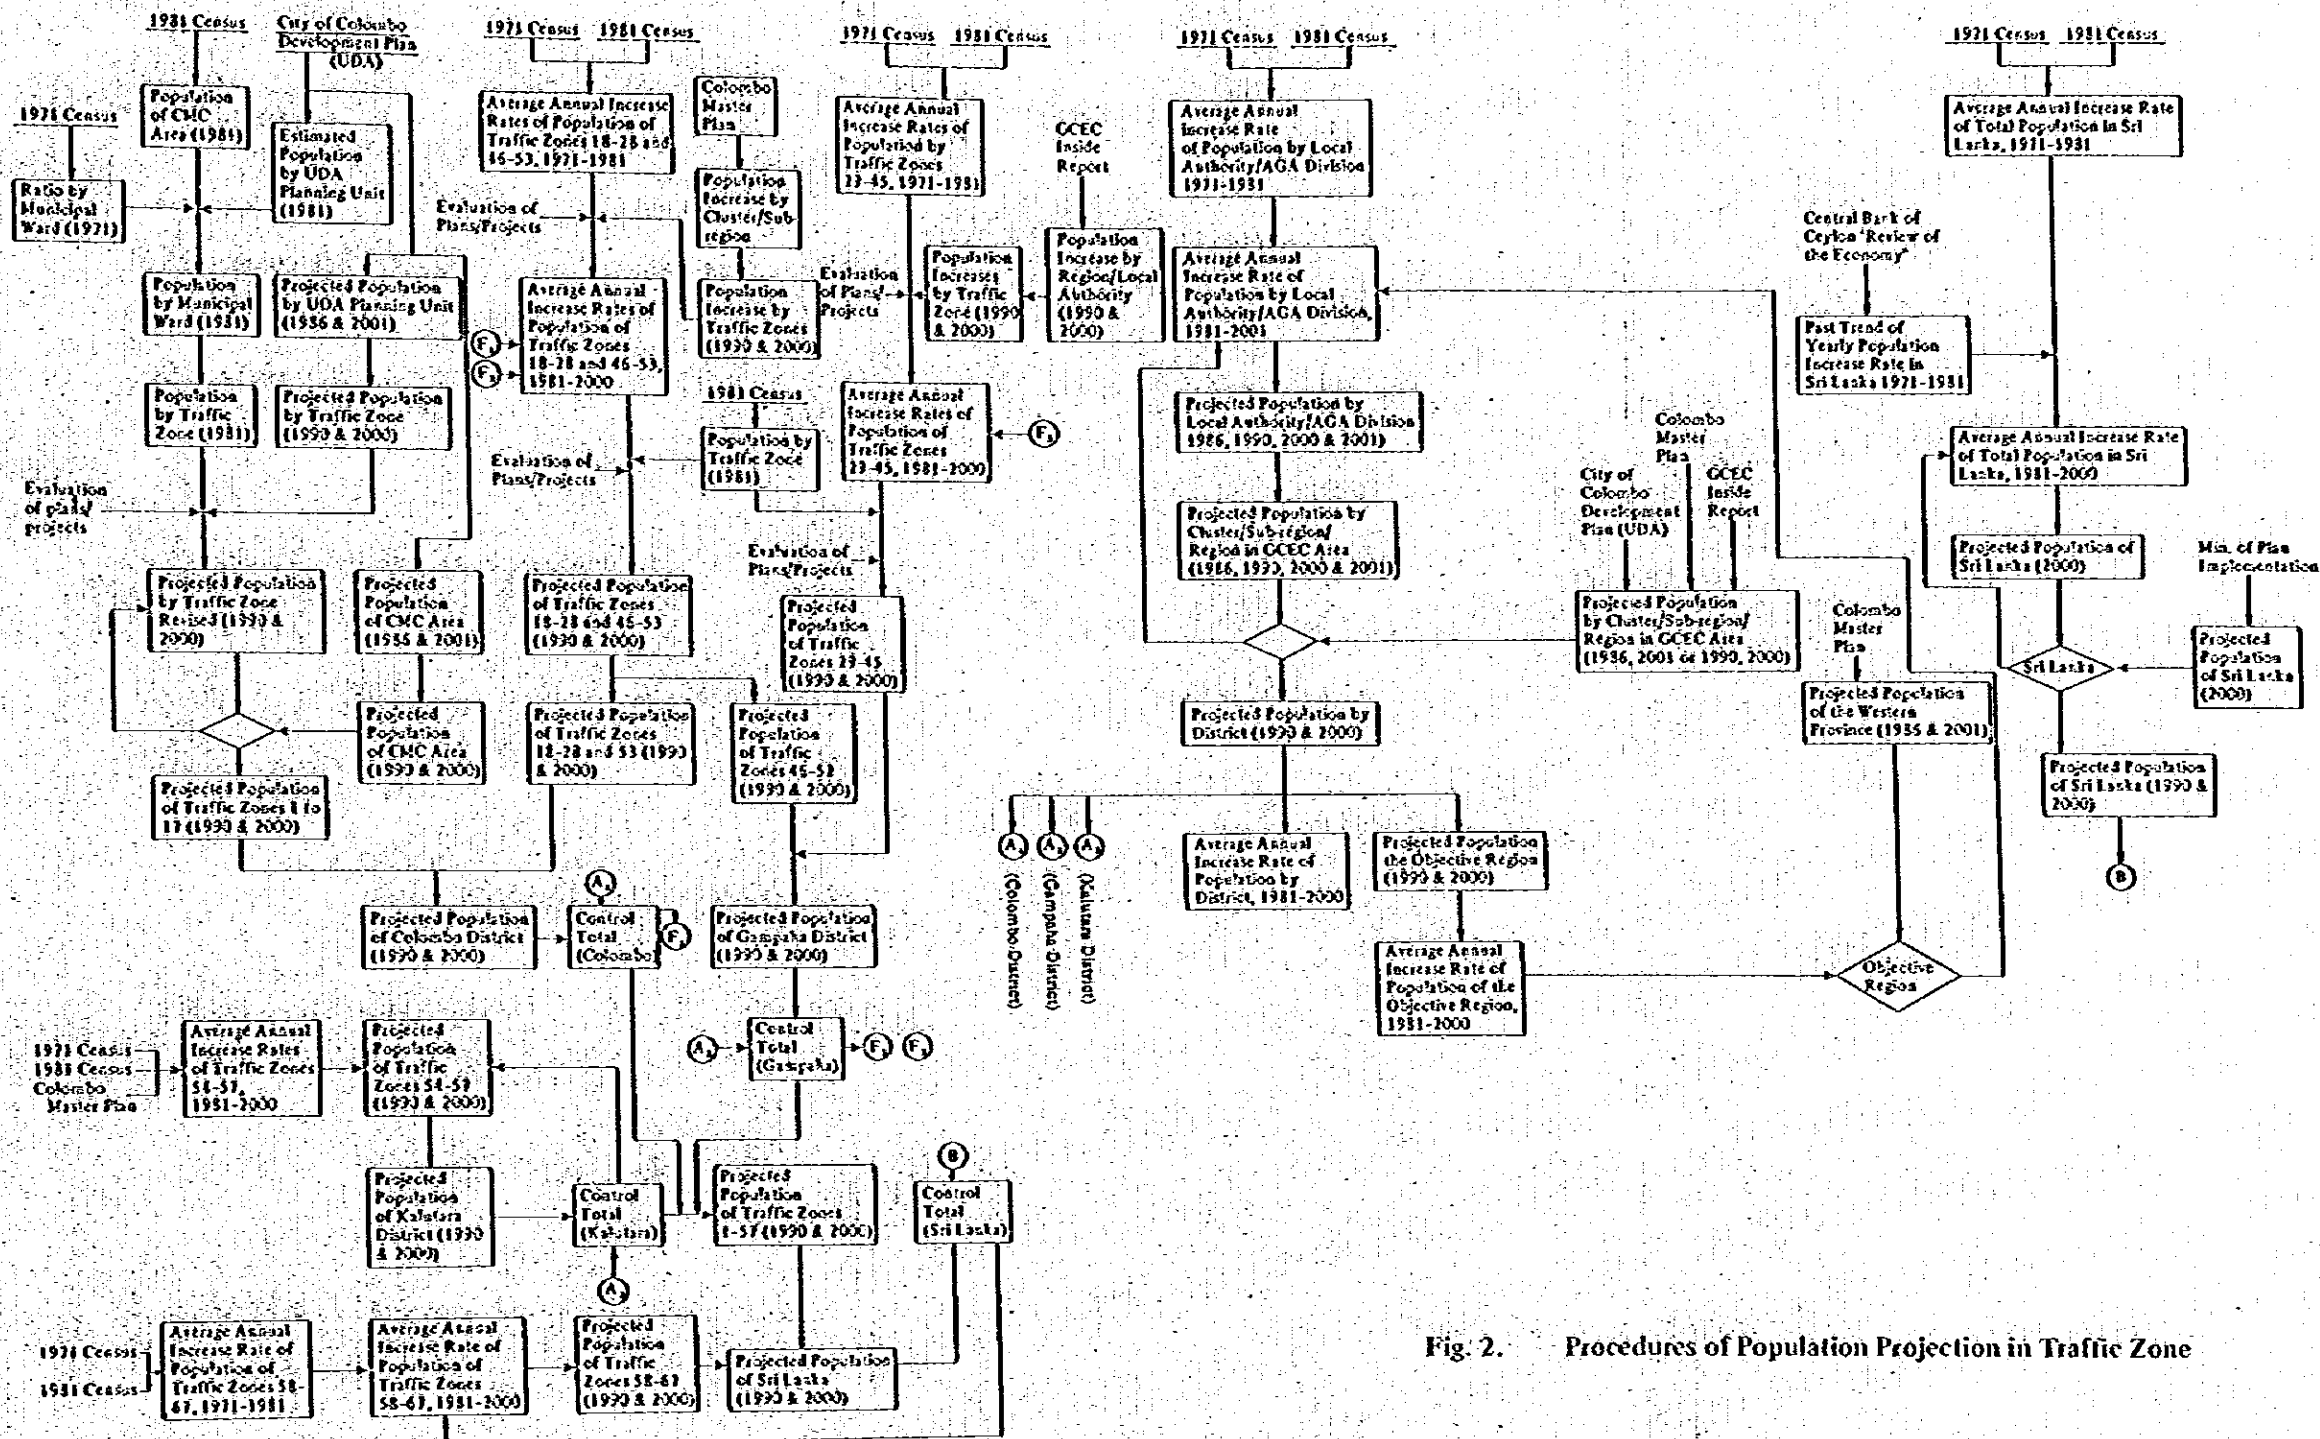 1981 Census
City of Colombo
Development Plan
(UDA)
1971 Census
Population
of CMC
Area (1981)
Estimated
Population
by UDA
Planning Unit
(1981)
Ratio by
Municipal
Ward (1971)
Population
by Municipal
Ward (1981)
Projected Population
by UDA Planning Unit
(1986 & 2001)
Population
by Traffic
Zone (1981)
Projected Population
by Traffic Zone
(1990 & 2000)
Evaluation
of plans/
projects
Projected Population
by Traffic Zone
Revised (1990 &
2000)
Projected
Population
of CMC Area
(1986 & 2001)
Projected
Population
of CMC Area
(1990 & 2000)
Projected Population
of Traffic Zones 1 to
17 (1990 & 2000)
1971 Census
1981 Census
Average Annual Increase
Rates of Population of
Traffic Zones 18-28 and
46-53, 1971-1981
Colombo
Master
Plan
Evaluation of
Plans/Projects
Population
Increase by
Cluster/Sub-
region
Average Annual
Increase Rates of
Population of
Traffic Zones
18-28 and 46-53,
1981-2000
Population
Increase by
Traffic Zones
(1990 & 2000)
1981 Census
Population by
Traffic Zone
(1981)
Evaluation of
Plans/Projects
Projected Population
of Traffic Zones
18-28 and 46-53
(1990 & 2000)
Projected Population
of Traffic Zones
18-28 and 53 (1990
& 2000)
Projected
Population
of Traffic
Zones 46-52
(1990 & 2000)
1971 Census
1981 Census
Average Annual
Increase Rates of
Population by
Traffic Zones
29-45, 1971-1981
GCEC
Inside
Report
Evaluation
of Plans/
Projects
Population
Increases
by Traffic
Zone (1990
& 2000)
Population
Increase by
Region/Local
Authority
(1990 &
2000)
Average Annual
Increase Rates of
Population of
Traffic Zones
29-45, 1981-2000
Evaluation of
Plans/Projects
Projected
Population
of Traffic
Zones 29-45
(1990 & 2000)
1971 Census
1981 Census
Average Annual
Increase Rate
of Population by Local
Authority/AGA Division
1971-1981
Average Annual
Increase Rate of
Population by Local
Authority/AGA Division,
1981-2001
Projected Population by
Local Authority/AGA Division
1986, 1990, 2000 & 2001)
Projected Population by
Cluster/Sub-region/
Region in GCEC Area
(1986, 1990, 2000 & 2001)
City of
Colombo
Development
Plan (UDA)
Colombo
Master
Plan
GCEC
Inside
Report
Projected Population
by Cluster/Sub-region/
Region in GCEC Area
(1986, 2001 or 1990, 2000)
Projected Population by
District (1990 & 2000)
(Colombo District)
(Gampaha District)
(Kalutara District)
Average Annual
Increase Rate of
Population by
District, 1981-2000
Projected Population
the Objective Region
(1990 & 2000)
Average Annual
Increase Rate of
Population of the
Objective Region,
1981-2000
Objective
Region
Colombo
Master
Plan
Projected Population
of the Western
Province (1986 & 2001)
1971 Census
1981 Census
Average Annual Increase Rate
of Total Population in Sri
Lanka, 1971-1981
Central Bank of
Ceylon "Review of
the Economy"
Past Trend of
Yearly Population
Increase Rate in
Sri Lanka 1971-1981
Average Annual Increase Rate
of Total Population in Sri
Lanka, 1981-2000
Projected Population of
Sri Lanka (2000)
Min. of Plan
Implementation
Sri Lanka
Projected
Population
of Sri Lanka
(2000)
Projected Population
of Sri Lanka (1990 &
2000)
B
Projected Population
of Colombo District
(1990 & 2000)
Control
Total
(Colombo)
Projected Population
of Gampaha District
(1990 & 2000)
Control
Total
(Gampaha)
1971 Census
1981 Census
Colombo
Master Plan
Average Annual
Increase Rates
of Traffic Zones
54-57,
1981-2000
Projected
Population
of Traffic
Zones 54-57
(1990 & 2000)
Projected
Population
of Kalutara
District (1990
& 2000)
Control
Total
(Kalutara)
Projected
Population
of Traffic Zones
1-57 (1990 & 2000)
B
Control
Total
(Sri Lanka)
1971 Census
1981 Census
Average Annual
Increase Rate of
Population of
Traffic Zones 58-
67, 1971-1981
Average Annual
Increase Rate of
Population of
Traffic Zones
58-67, 1981-2000
Projected
Population
of Traffic
Zones 58-67
(1990 & 2000)
Projected Population
of Sri Lanka
(1990 & 2000)
Fig. 2. Procedures of Population Projection in Traffic Zone